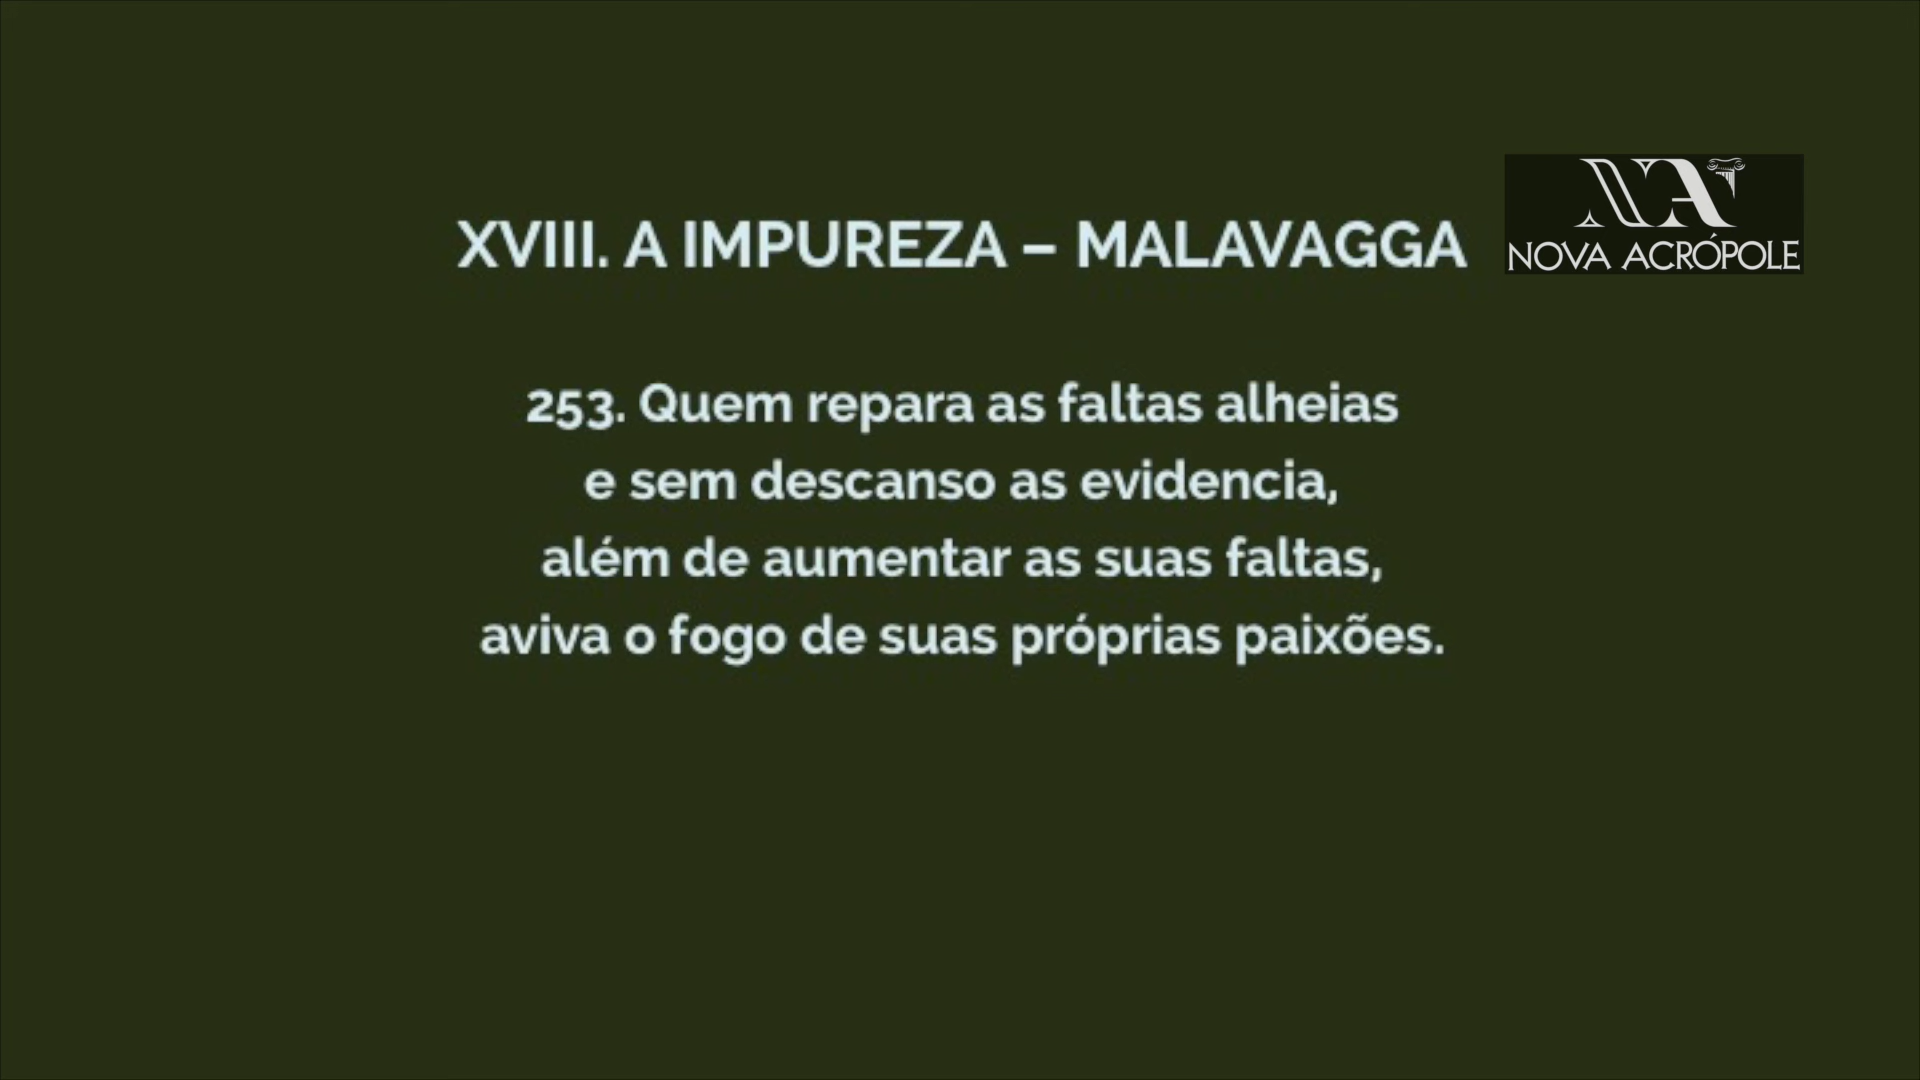 XVIII. A IMPUREZA – MALAVAGGA
NA
NOVA ACRÓPOLE
253. Quem repara as faltas alheias
e sem descanso as evidencia,
além de aumentar as suas faltas,
aviva o fogo de suas próprias paixões.